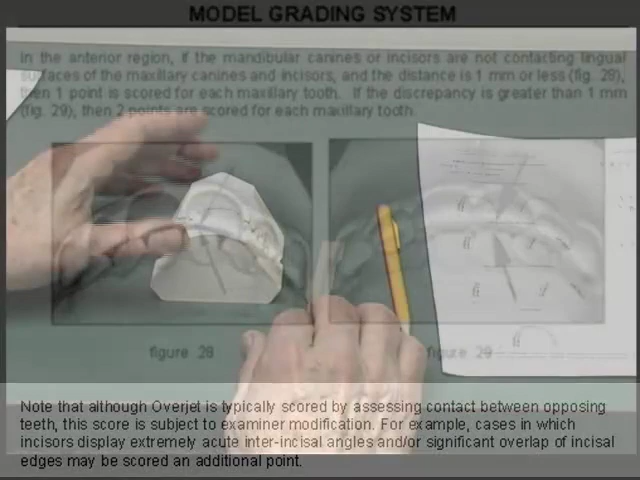 MODEL GRADING SYSTEM
In the anterior region, if the mandibular canines or incisors are not contacting lingual
surfaces of the maxillary canines and incisors, and the distance is 1 mm or less (fig. 28),
then 1 point is scored for each maxillary tooth. If the discrepancy is greater than 1 mm
(fig. 29), then 2 points are scored for each maxillary tooth.
figure 28
figure 29
Note that although Overjet is typically scored by assessing contact between opposing
teeth, this score is subject to examiner modification. For example, cases in which
incisors display extremely acute inter-incisal angles and/or significant overlap of incisal
edges may be scored an additional point.